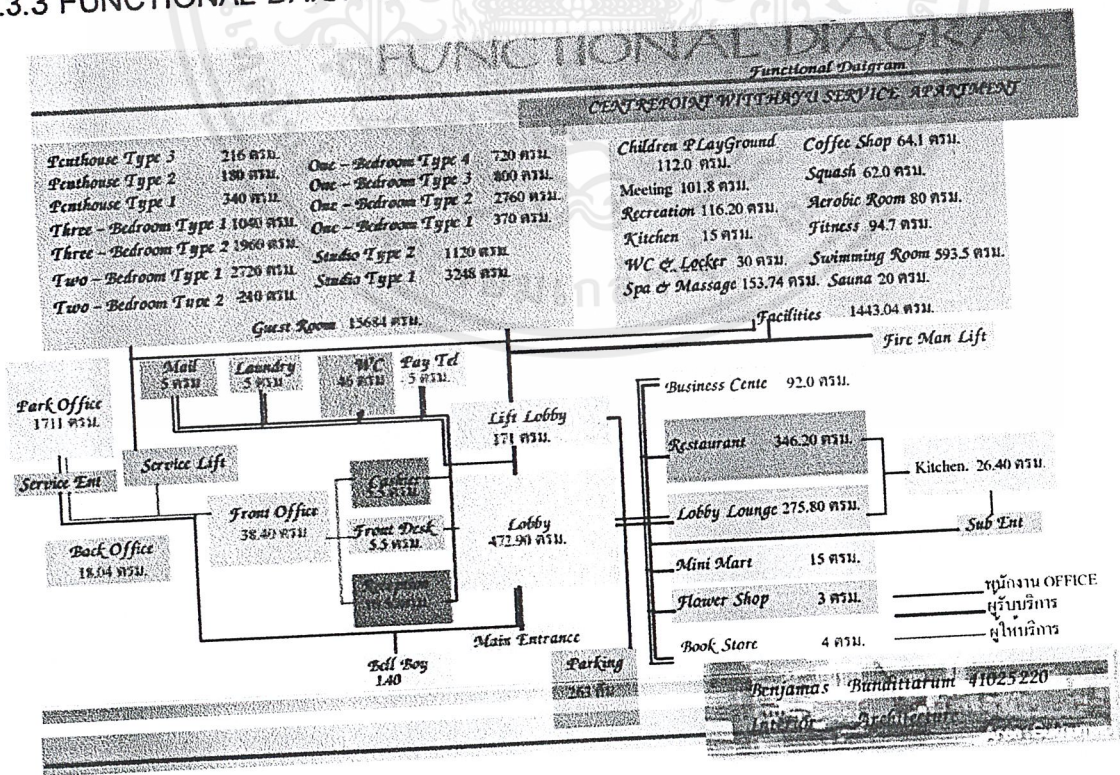 .3.3 FUNCTIONAL
FUNCTIONAL DIAGRAM
Functional Daigram
CENTREPOINT WITTHAYU SERVICE APARTMENT
Penthouse Type 3 216 ตรม.
Penthouse Type 2 180 ตรม.
Penthouse Type 1 340 ตรม.
Three - Bedroom Type 1 1040 ตรม.
Three - Bedroom Type 2 1960 ตรม.
Two - Bedroom Type 1 2720 ตรม.
Two - Bedroom Type 2 240 ตรม.
One - Bedroom Type 4 720 ตรม.
One - Bedroom Type 3 800 ตรม.
One - Bedroom Type 2 2760 ตรม.
One - Bedroom Type 1 370 ตรม.
Studio Type 2 1120 ตรม.
Studio Type 1 3248 ตรม.
Guest Room 15684 ตรม.
Children PLayGround
112.0 ตรม.
Meeting 101.8 ตรม.
Recreation 116.20 ตรม.
Kitchen 15 ตรม.
WC & Locker 30 ตรม.
Spa & Massage 153.74 ตรม.
Coffee Shop 64.1 ตรม.
Squash 62.0 ตรม.
Aerobic Room 80 ตรม.
Fitness 94.7 ตรม.
Swimming Room 593.5 ตรม.
Sauna 20 ตรม.
Facilities 1443.04 ตรม.
Fire Man Lift
Mail
5 ตรม
Laundry
5 ตรม
WC
46 ตรม
Pay Tel
5 ตรม
Park Office
1711 ตรม.
Service Ent
Service Lift
Back Office
18.04 ตรม.
Front Office
38.40 ตรม
Cashier
5.5 ตรม
Front Desk
5.5 ตรม.
Lift Lobby
171 ตรม.
Lobby
472.90 ตรม.
Main Entrance
Bell Boy
1.40
Parking
Business Cente 92.0 ตรม.
Restaurant 346.20 ตรม.
Lobby Lounge 275.80 ตรม.
Kitchen. 26.40 ตรม.
Sub Ent
Mini Mart 15 ตรม.
Flower Shop 3 ตรม.
Book Store 4 ตรม.
OFFICE
ผู้รับบริการ
ผู้ให้บริการ
Benjamas Bundittarum 41025220
Interior Architecture